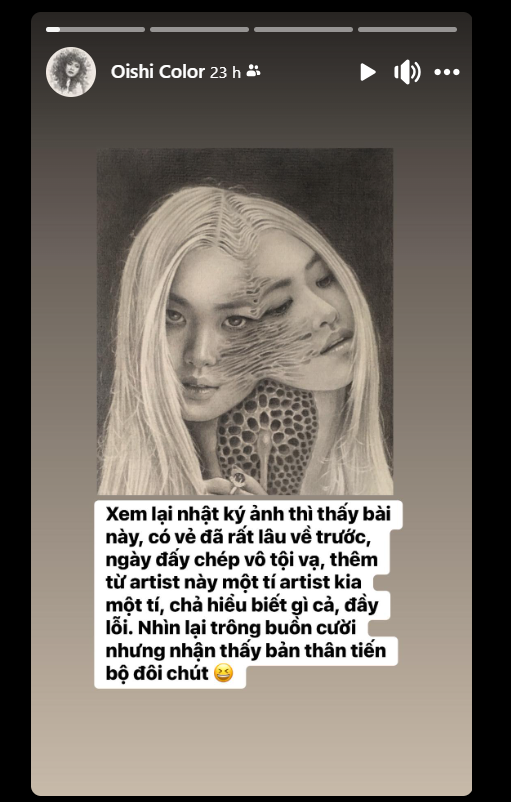 Oishi Color 23 h
Xem lại nhật ký ảnh thì thấy bài
này, có vẻ đã rất lâu về trước,
ngày đấy chép vô tội vạ, thêm
từ artist này một tí artist kia
một tí, chả hiểu biết gì cả, đầy
lỗi. Nhìn lại trông buồn cười
nhưng nhận thấy bản thân tiến
bộ đôi chút 😆